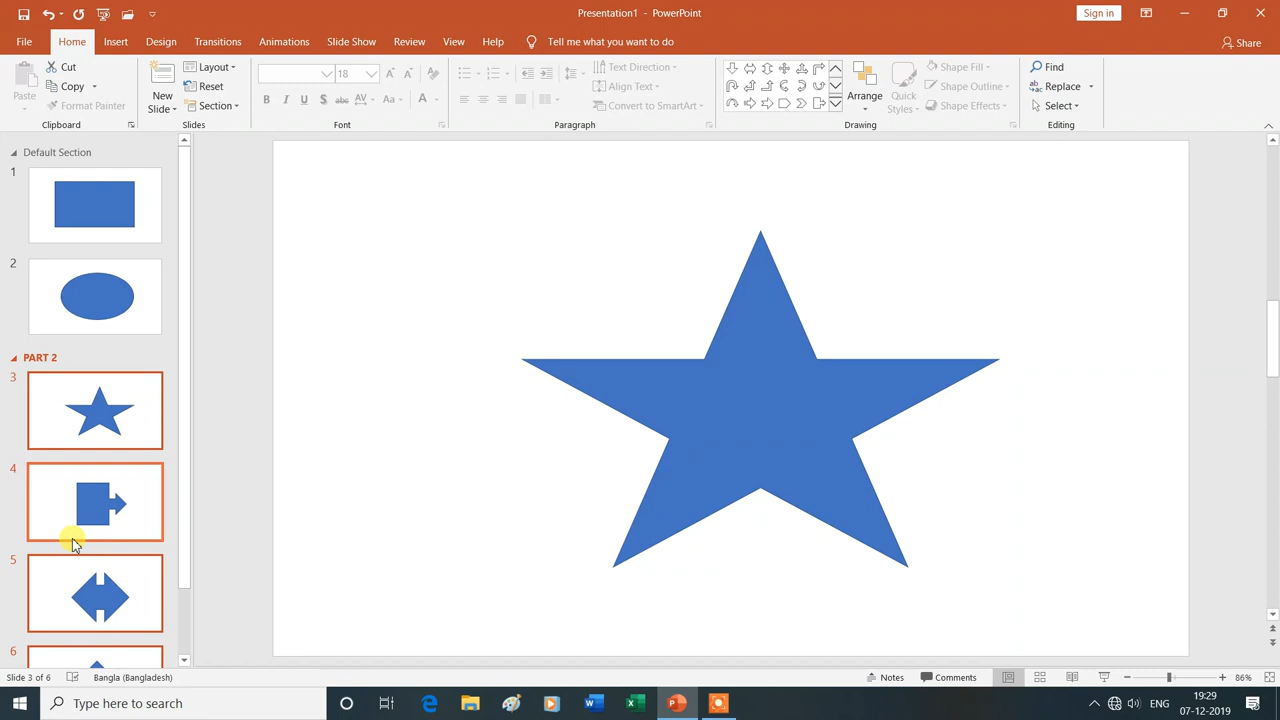 Presentation1 - PowerPoint
Sign in
File Home Insert Design Transitions Animations Slide Show Review View Help Tell me what you want to do
Share
Paste
Cut
Copy
Format Painter
Clipboard
New Slide
Layout
Reset
Section
Slides
18
B I U S abc AV Aa A
Font
Text Direction
Align Text
Convert to SmartArt
Paragraph
Arrange
Quick Styles
Shape Fill
Shape Outline
Shape Effects
Drawing
Find
Replace
Select
Editing
Default Section
1
2
PART 2
3
4
5
6
Slide 3 of 6
Bangla (Bangladesh)
Notes
Comments
86%
Type here to search
ENG
19:29
07-12-2019